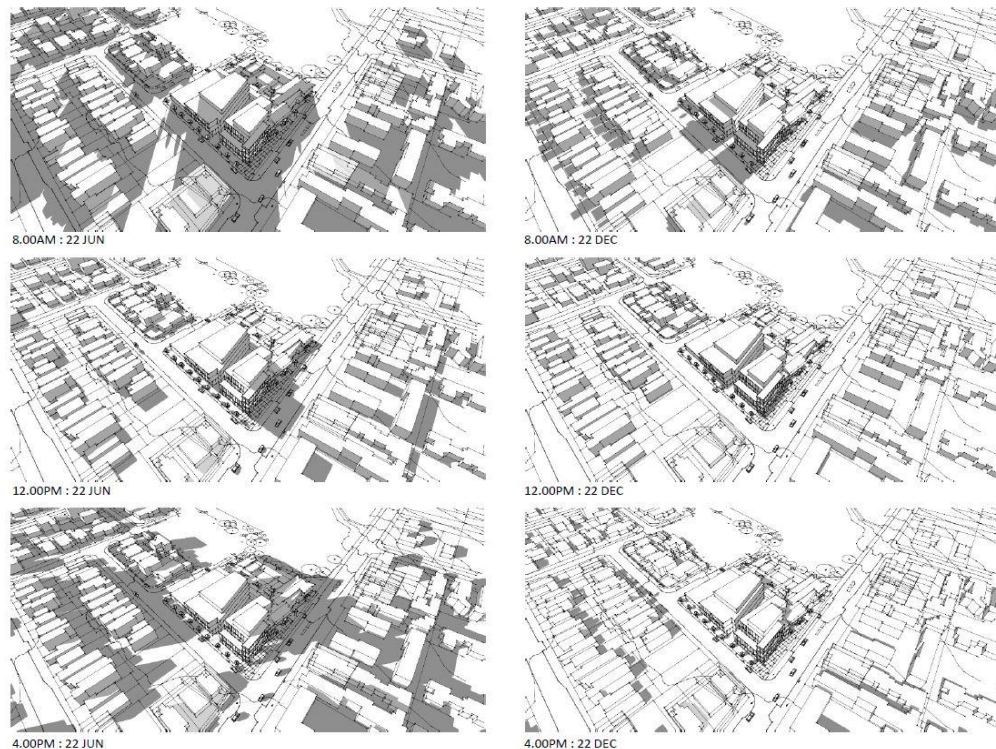 8.00AM : 22 JUN
8.00AM : 22 DEC
12.00PM : 22 JUN
12.00PM : 22 DEC
4.00PM : 22 JUN
4.00PM : 22 DEC